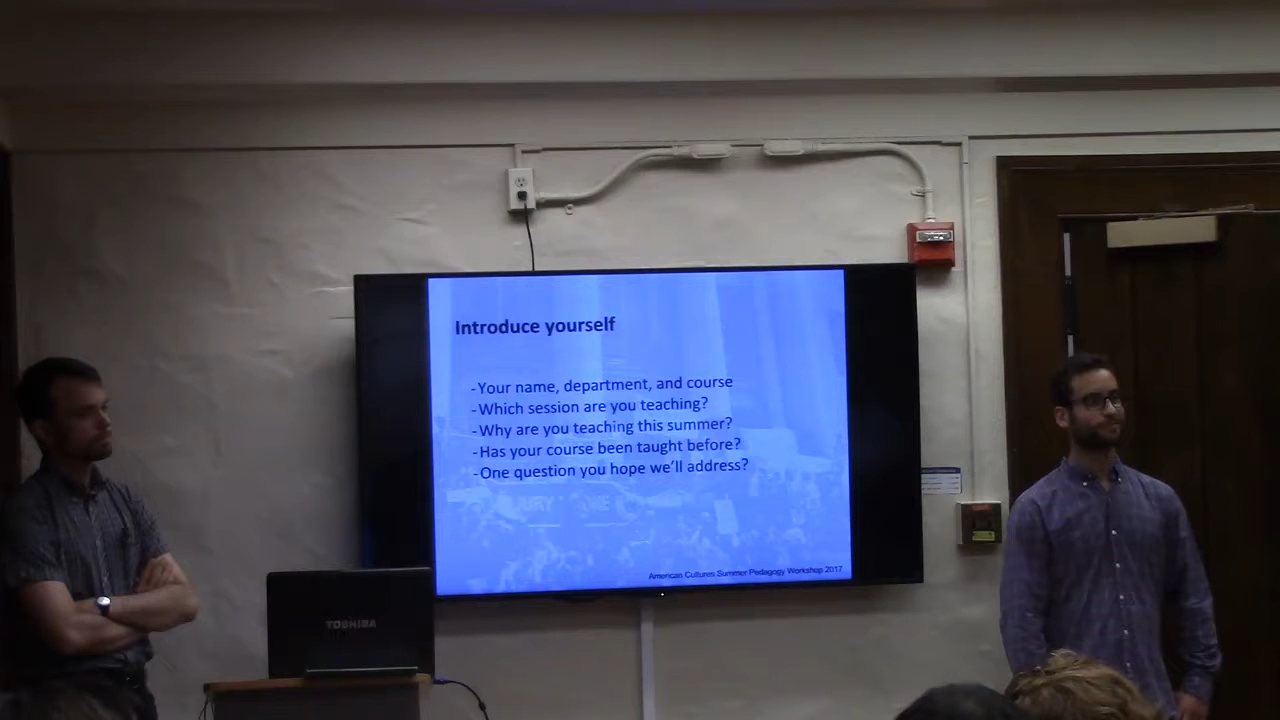 Introduce yourself
-Your name, department, and course
-Which session are you teaching?
-Why are you teaching this summer?
-Has your course been taught before?
-One question you hope we'll address?
American Cultures Summer Pedagogy Workshop 2017
TOSHIBA